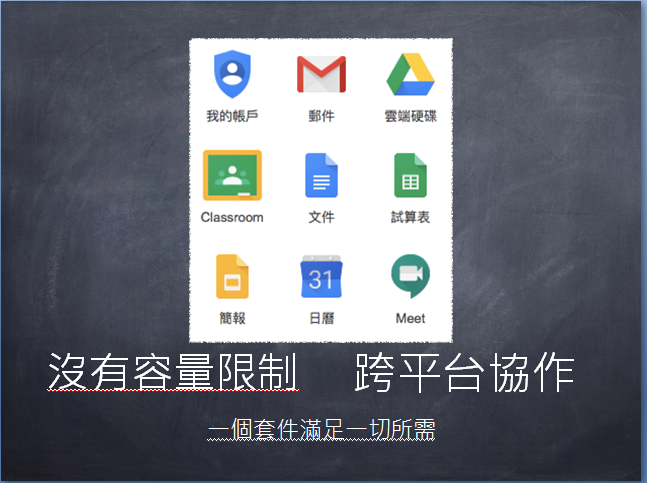 我的帳戶 郵件 雲端硬碟
Classroom 文件 試算表
31
簡報 日曆 Meet
沒有容量限制 跨平台協作
一個套件滿足一切所需